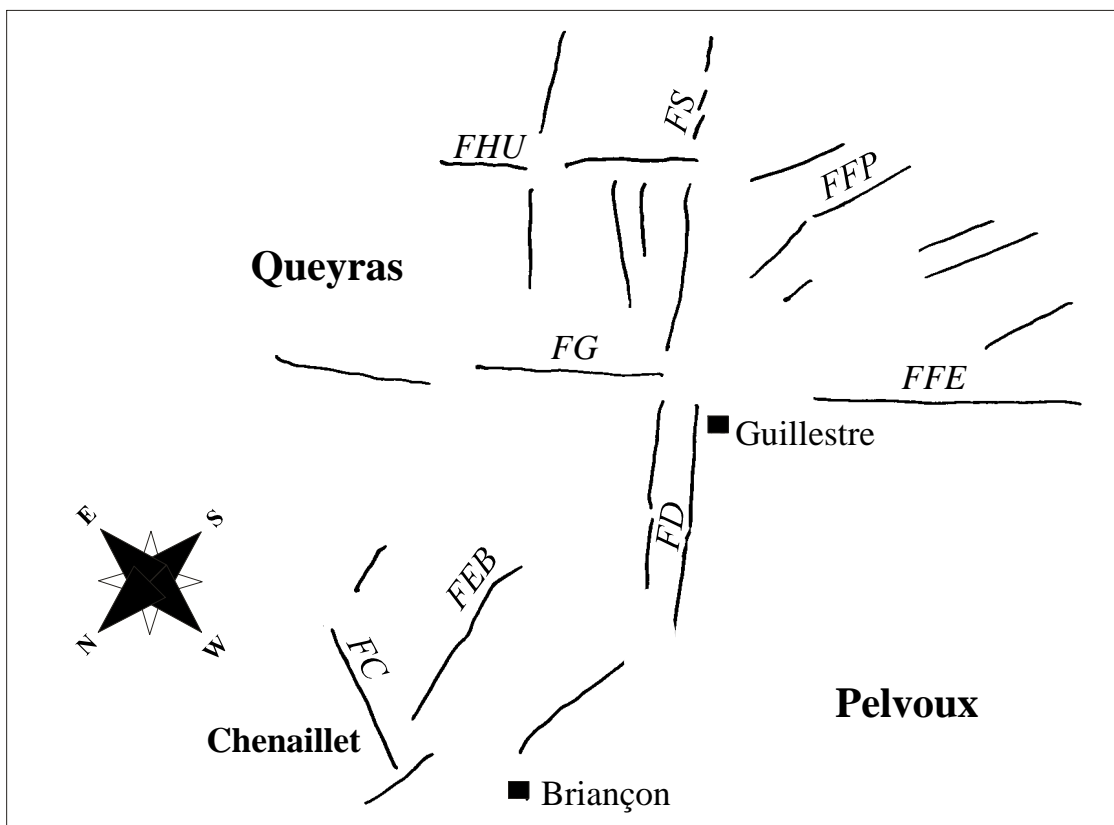 FHU
FS
FFP
Queyras
FG
FFE
Guillestre
E
S
FD
FEB
N
W
FC
Pelvoux
Chenaillet
Briançon